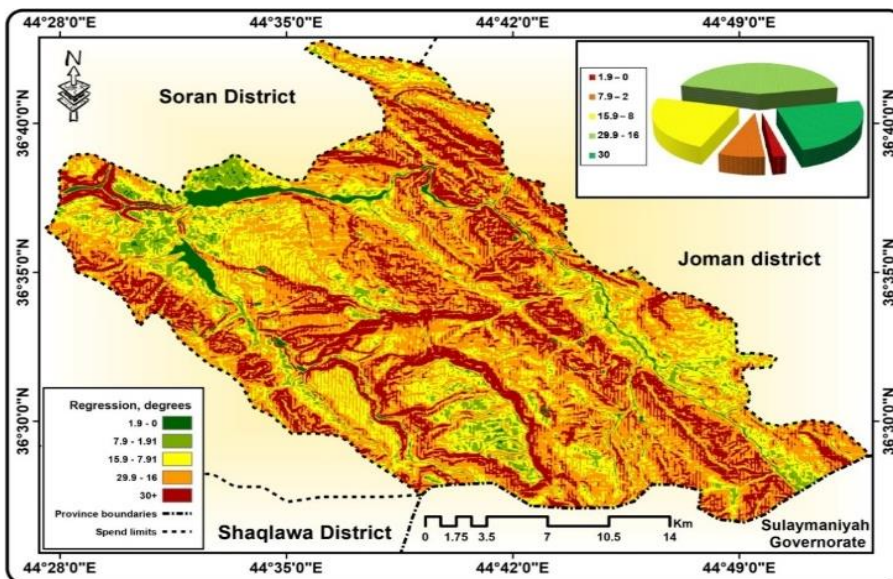 44°28'0"E 44°35'0"E 44°42'0"E 44°49'0"E
N
Soran District
1.9 – 0
7.9 – 2
15.9 – 8
29.9 - 16
30
36°40'0"N 36°40'0"N
Joman district
36°35'0"N 36°35'0"N
Regression, degrees
1.9 - 0
7.9 - 1.91
15.9 - 7.91
29.9 - 16
30+
Province boundaries
Spend limits
36°30'0"N 36°30'0"N
Shaqlawa District
Km
0 1.75 3.5 7 10.5 14
Sulaymaniyah
Governorate
44°28'0"E 44°35'0"E 44°42'0"E 44°49'0"E